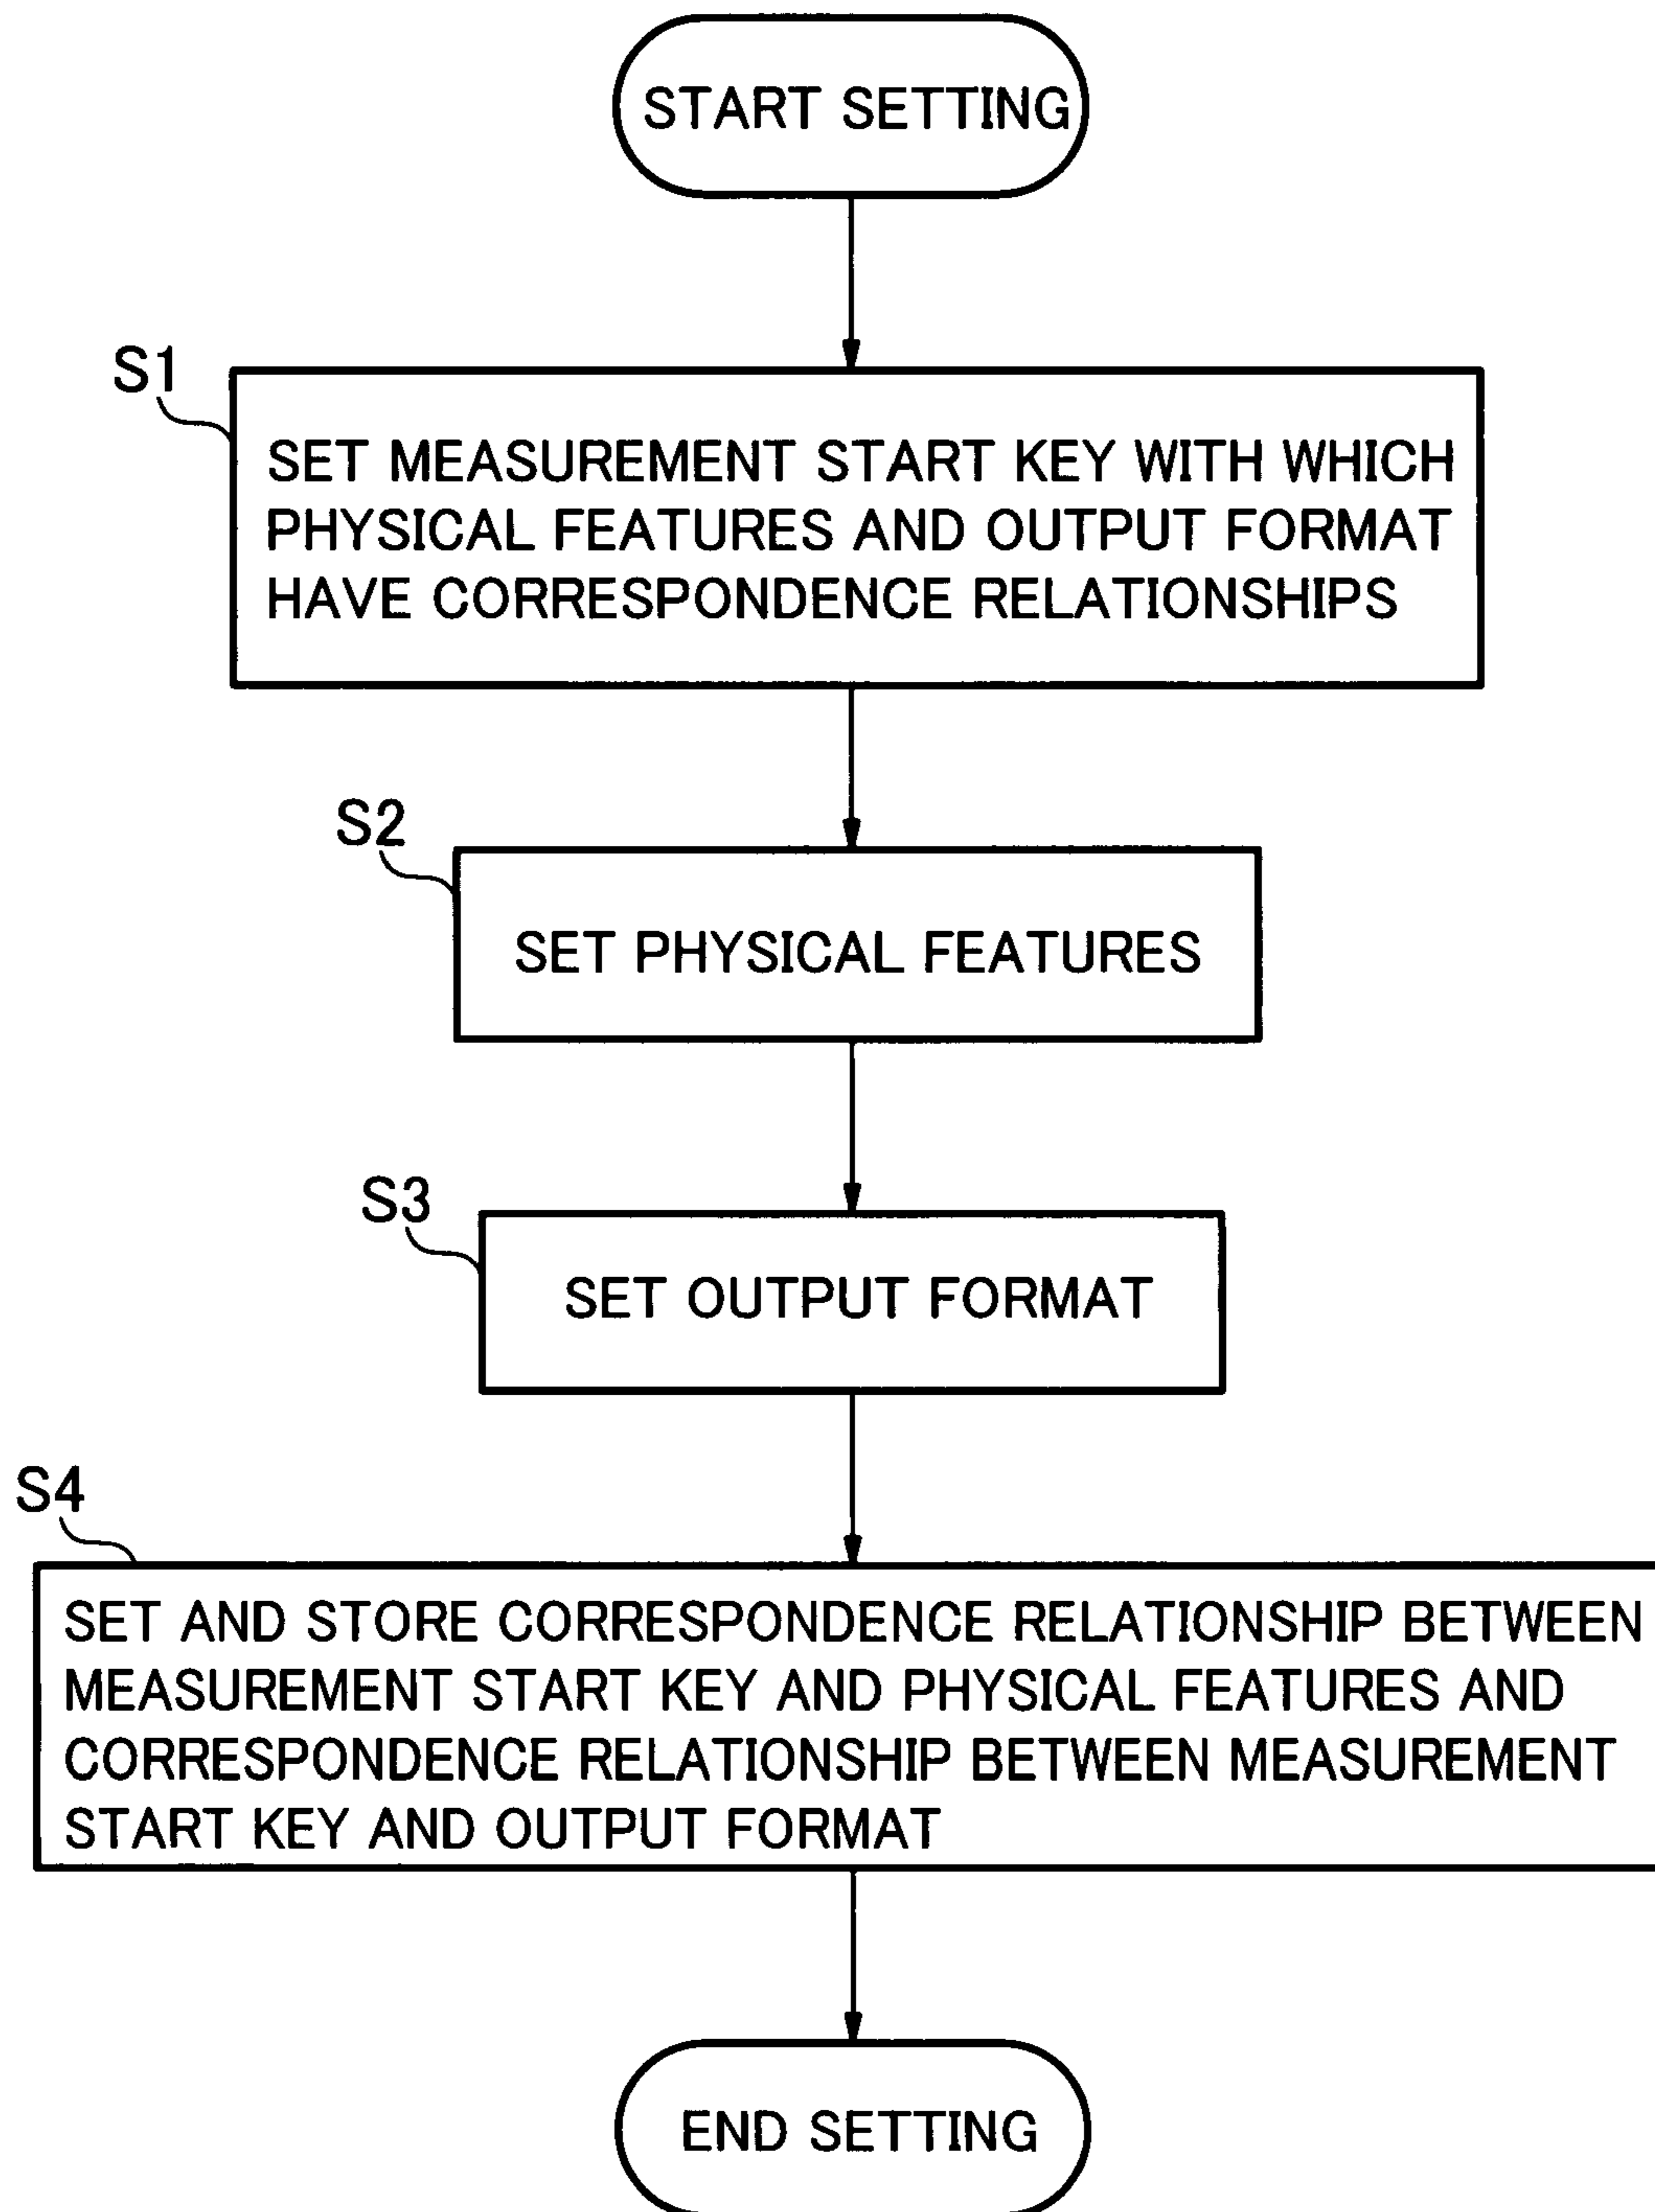 START SETTING
S1
SET MEASUREMENT START KEY WITH WHICH
PHYSICAL FEATURES AND OUTPUT FORMAT
HAVE CORRESPONDENCE RELATIONSHIPS
S2
SET PHYSICAL FEATURES
S3
SET OUTPUT FORMAT
S4
SET AND STORE CORRESPONDENCE RELATIONSHIP BETWEEN
MEASUREMENT START KEY AND PHYSICAL FEATURES AND
CORRESPONDENCE RELATIONSHIP BETWEEN MEASUREMENT
START KEY AND OUTPUT FORMAT
END SETTING